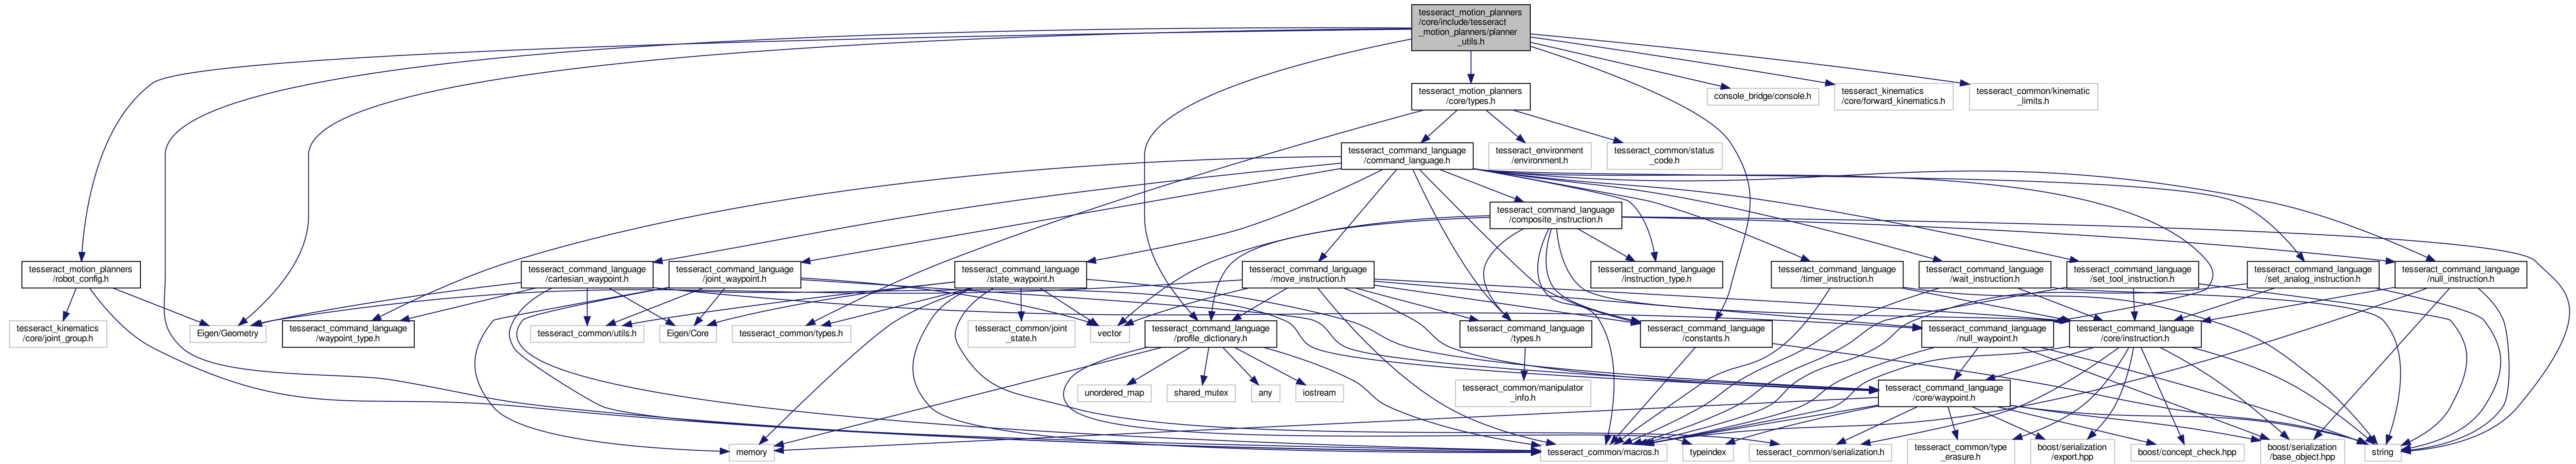 tesseract_motion_planners
/core/include/tesseract
_motion_planners/planner
_utils.h
tesseract_motion_planners
/core/types.h
console_bridge/console.h
tesseract_kinematics
/core/forward_kinematics.h
tesseract_common/kinematic
_limits.h
tesseract_command_language
/command_language.h
tesseract_environment
/environment.h
tesseract_common/status
_code.h
tesseract_command_language
/composite_instruction.h
tesseract_motion_planners
/robot_config.h
tesseract_command_language
/cartesian_waypoint.h
tesseract_command_language
/joint_waypoint.h
tesseract_command_language
/state_waypoint.h
tesseract_command_language
/move_instruction.h
tesseract_command_language
/instruction_type.h
tesseract_command_language
/timer_instruction.h
tesseract_command_language
/wait_instruction.h
tesseract_command_language
/set_tool_instruction.h
tesseract_command_language
/set_analog_instruction.h
tesseract_command_language
/null_instruction.h
tesseract_kinematics
/core/joint_group.h
Eigen/Geometry
tesseract_command_language
/waypoint_type.h
tesseract_common/utils.h
Eigen/Core
tesseract_common/types.h
tesseract_common/joint
_state.h
vector
tesseract_command_language
/profile_dictionary.h
tesseract_command_language
/types.h
tesseract_command_language
/constants.h
tesseract_command_language
/null_waypoint.h
tesseract_command_language
/core/instruction.h
unordered_map
shared_mutex
any
iostream
tesseract_common/manipulator
_info.h
tesseract_command_language
/core/waypoint.h
memory
tesseract_common/macros.h
typeindex
tesseract_common/serialization.h
tesseract_common/type
_erasure.h
boost/serialization
/export.hpp
boost/concept_check.hpp
boost/serialization
/base_object.hpp
string